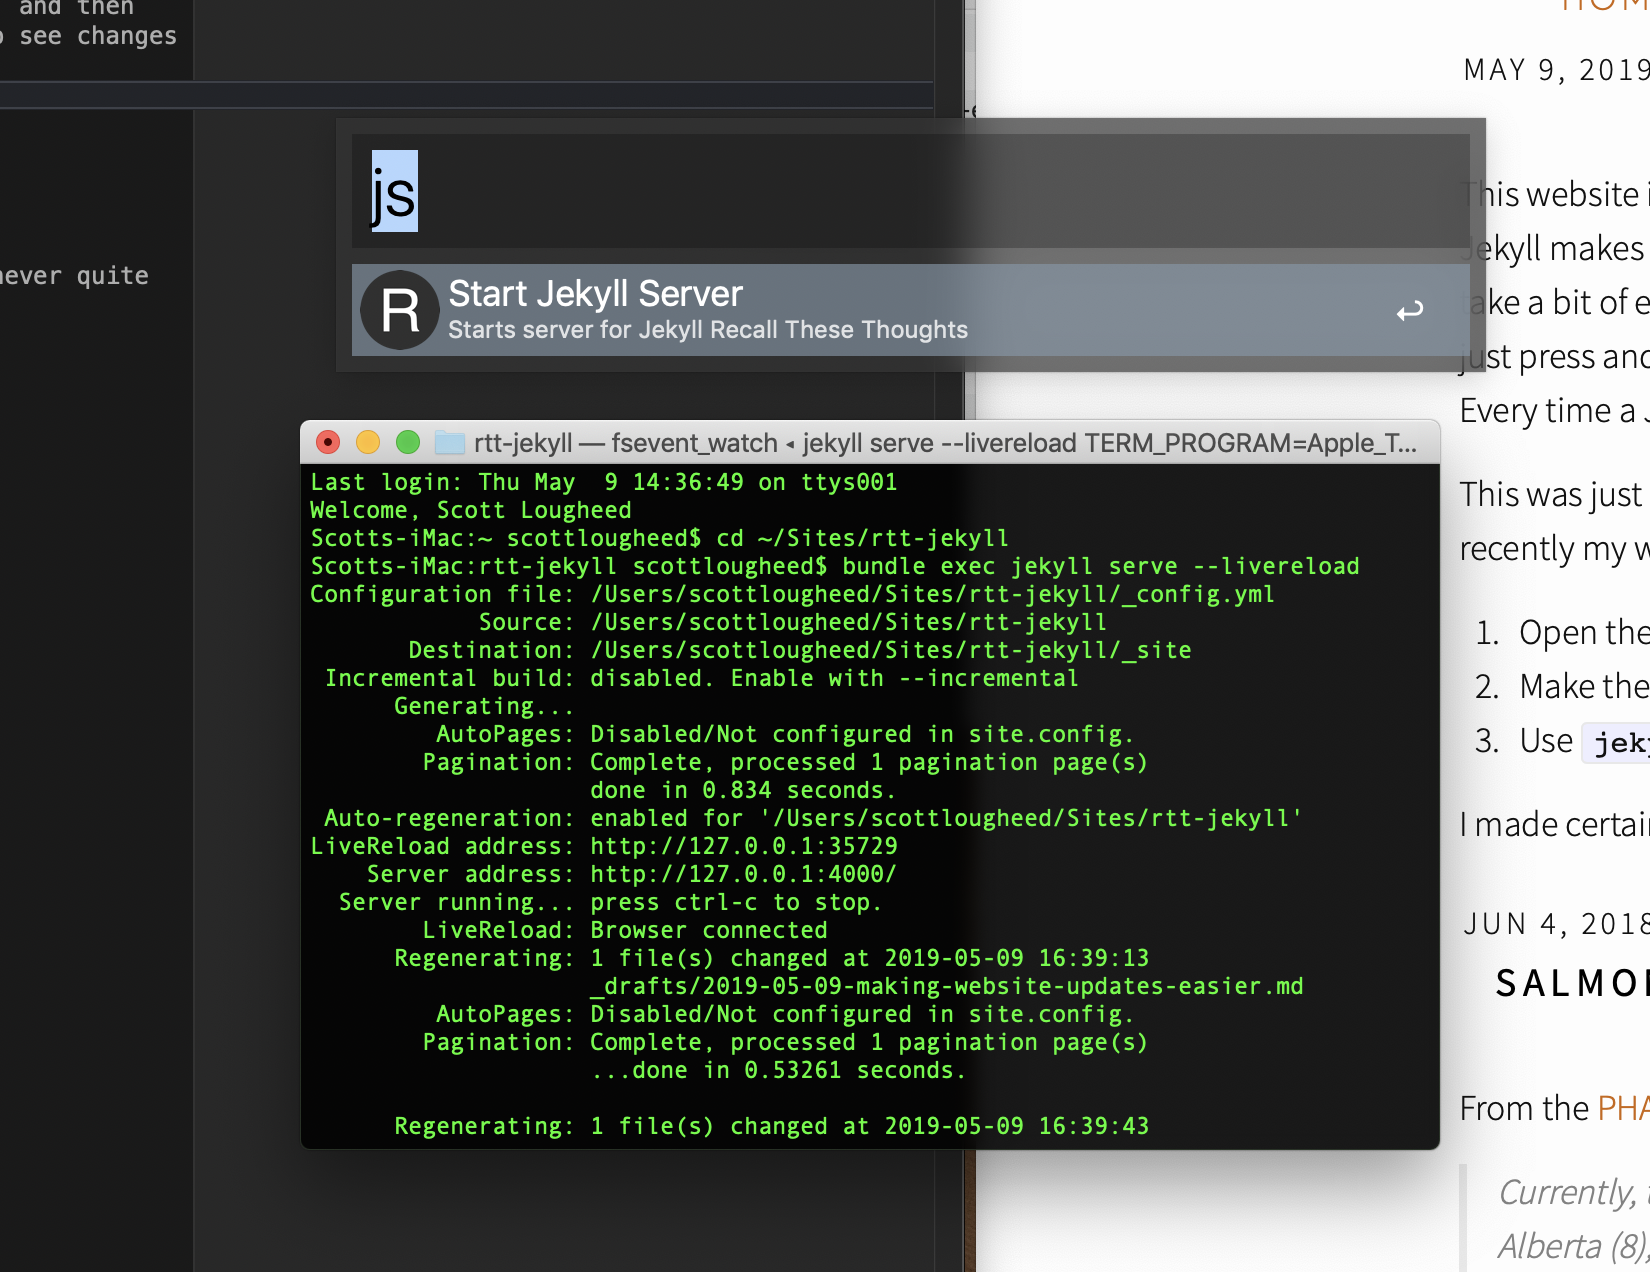 and then
see changes
never quite
js
R
Start Jekyll Server
Starts server for Jekyll Recall These Thoughts
rtt-jekyll — fsevent_watch ◂ jekyll serve --livereload TERM_PROGRAM=Apple_T...
Last login: Thu May  9 14:36:49 on ttys001
Welcome, Scott Lougheed
Scotts-iMac:~ scottlougheed$ cd ~/Sites/rtt-jekyll
Scotts-iMac:rtt-jekyll scottlougheed$ bundle exec jekyll serve --livereload
Configuration file: /Users/scottlougheed/Sites/rtt-jekyll/_config.yml
Source: /Users/scottlougheed/Sites/rtt-jekyll
Destination: /Users/scottlougheed/Sites/rtt-jekyll/_site
Incremental build: disabled. Enable with --incremental
Generating...
AutoPages: Disabled/Not configured in site.config.
Pagination: Complete, processed 1 pagination page(s)
done in 0.834 seconds.
Auto-regeneration: enabled for '/Users/scottlougheed/Sites/rtt-jekyll'
LiveReload address: http://127.0.0.1:35729
Server address: http://127.0.0.1:4000/
Server running... press ctrl-c to stop.
LiveReload: Browser connected
Regenerating: 1 file(s) changed at 2019-05-09 16:39:13
_drafts/2019-05-09-making-website-updates-easier.md
AutoPages: Disabled/Not configured in site.config.
Pagination: Complete, processed 1 pagination page(s)
...done in 0.53261 seconds.
Regenerating: 1 file(s) changed at 2019-05-09 16:39:43
MAY 9, 2019
This website
Jekyll makes
take a bit of
just press and
Every time a
This was just
recently my
1. Open the
2. Make the
3. Use jeky
I made certain
JUN 4, 2018
SALMON
From the PHA
Currently,
Alberta (8),